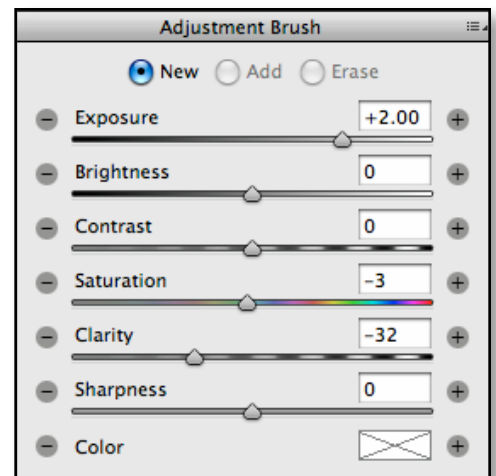 Adjustment Brush
New Add Erase
Exposure +2.00
Brightness 0
Contrast 0
Saturation -3
Clarity -32
Sharpness 0
Color